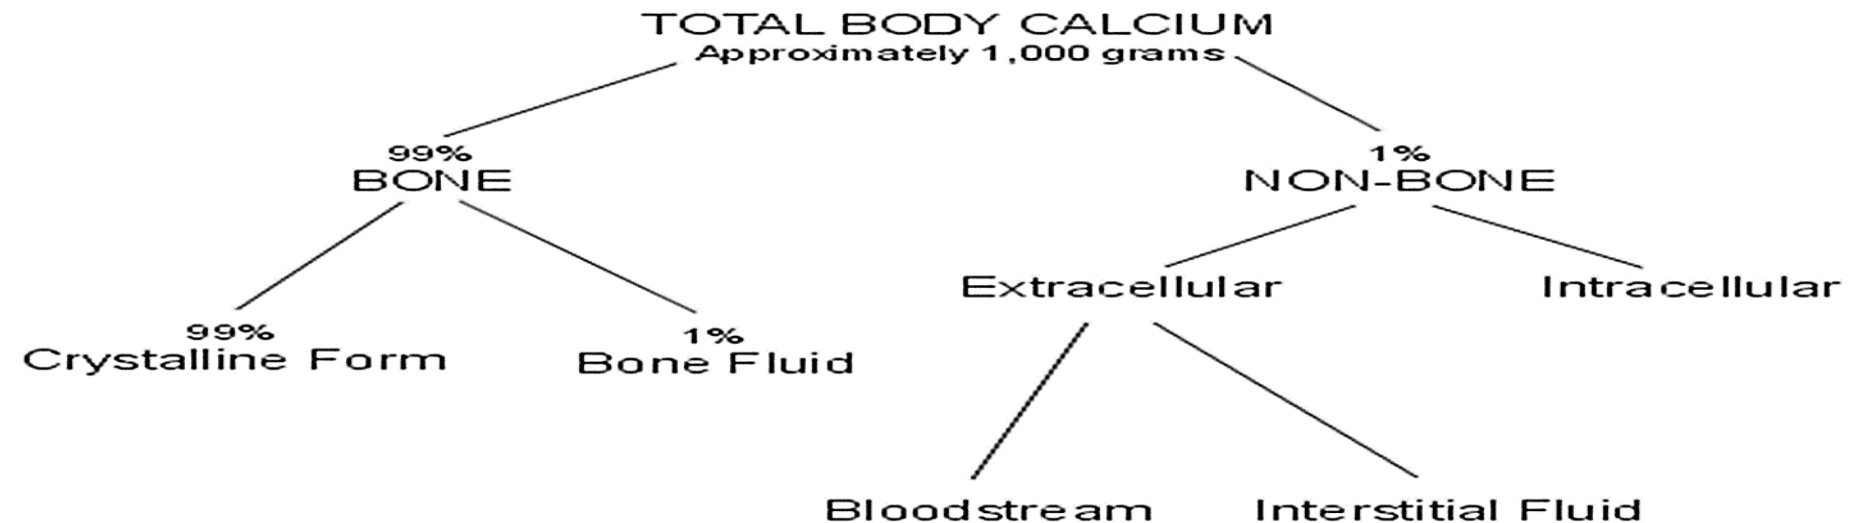 TOTAL BODY CALCIUM
Approximately 1,000 grams
99%
BONE
1%
NON-BONE
Extracellular
Intracellular
99%
Crystalline Form
1%
Bone Fluid
Bloodstream
Interstitial Fluid